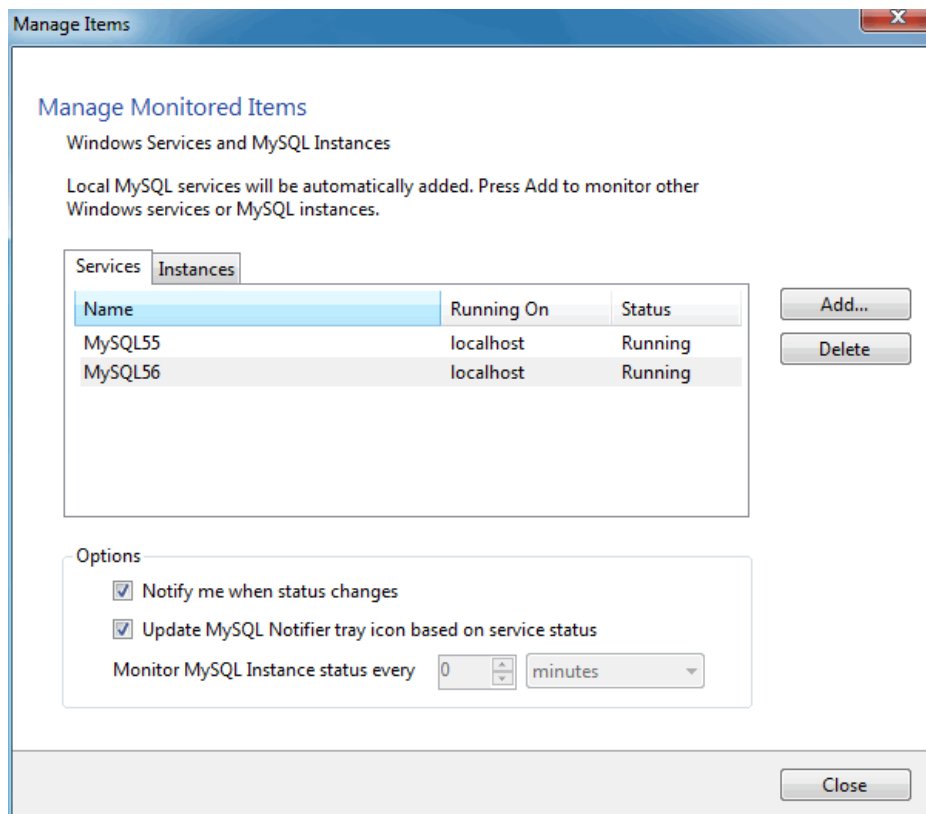 Manage Items
Manage Monitored Items
Windows Services and MySQL Instances
Local MySQL services will be automatically added. Press Add to monitor other
Windows services or MySQL instances.
Services Instances
Name Running On Status
MySQL55 localhost Running
MySQL56 localhost Running
Add...
Delete
Options
Notify me when status changes
Update MySQL Notifier tray icon based on service status
Monitor MySQL Instance status every 0 minutes
Close